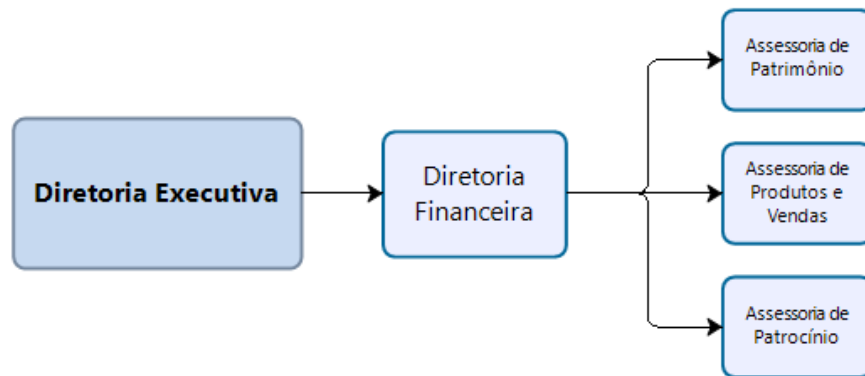 Diretoria Executiva
Diretoria
Financeira
Assessoria de
Patrimônio
Assessoria de
Produtos e
Vendas
Assessoria de
Patrocínio